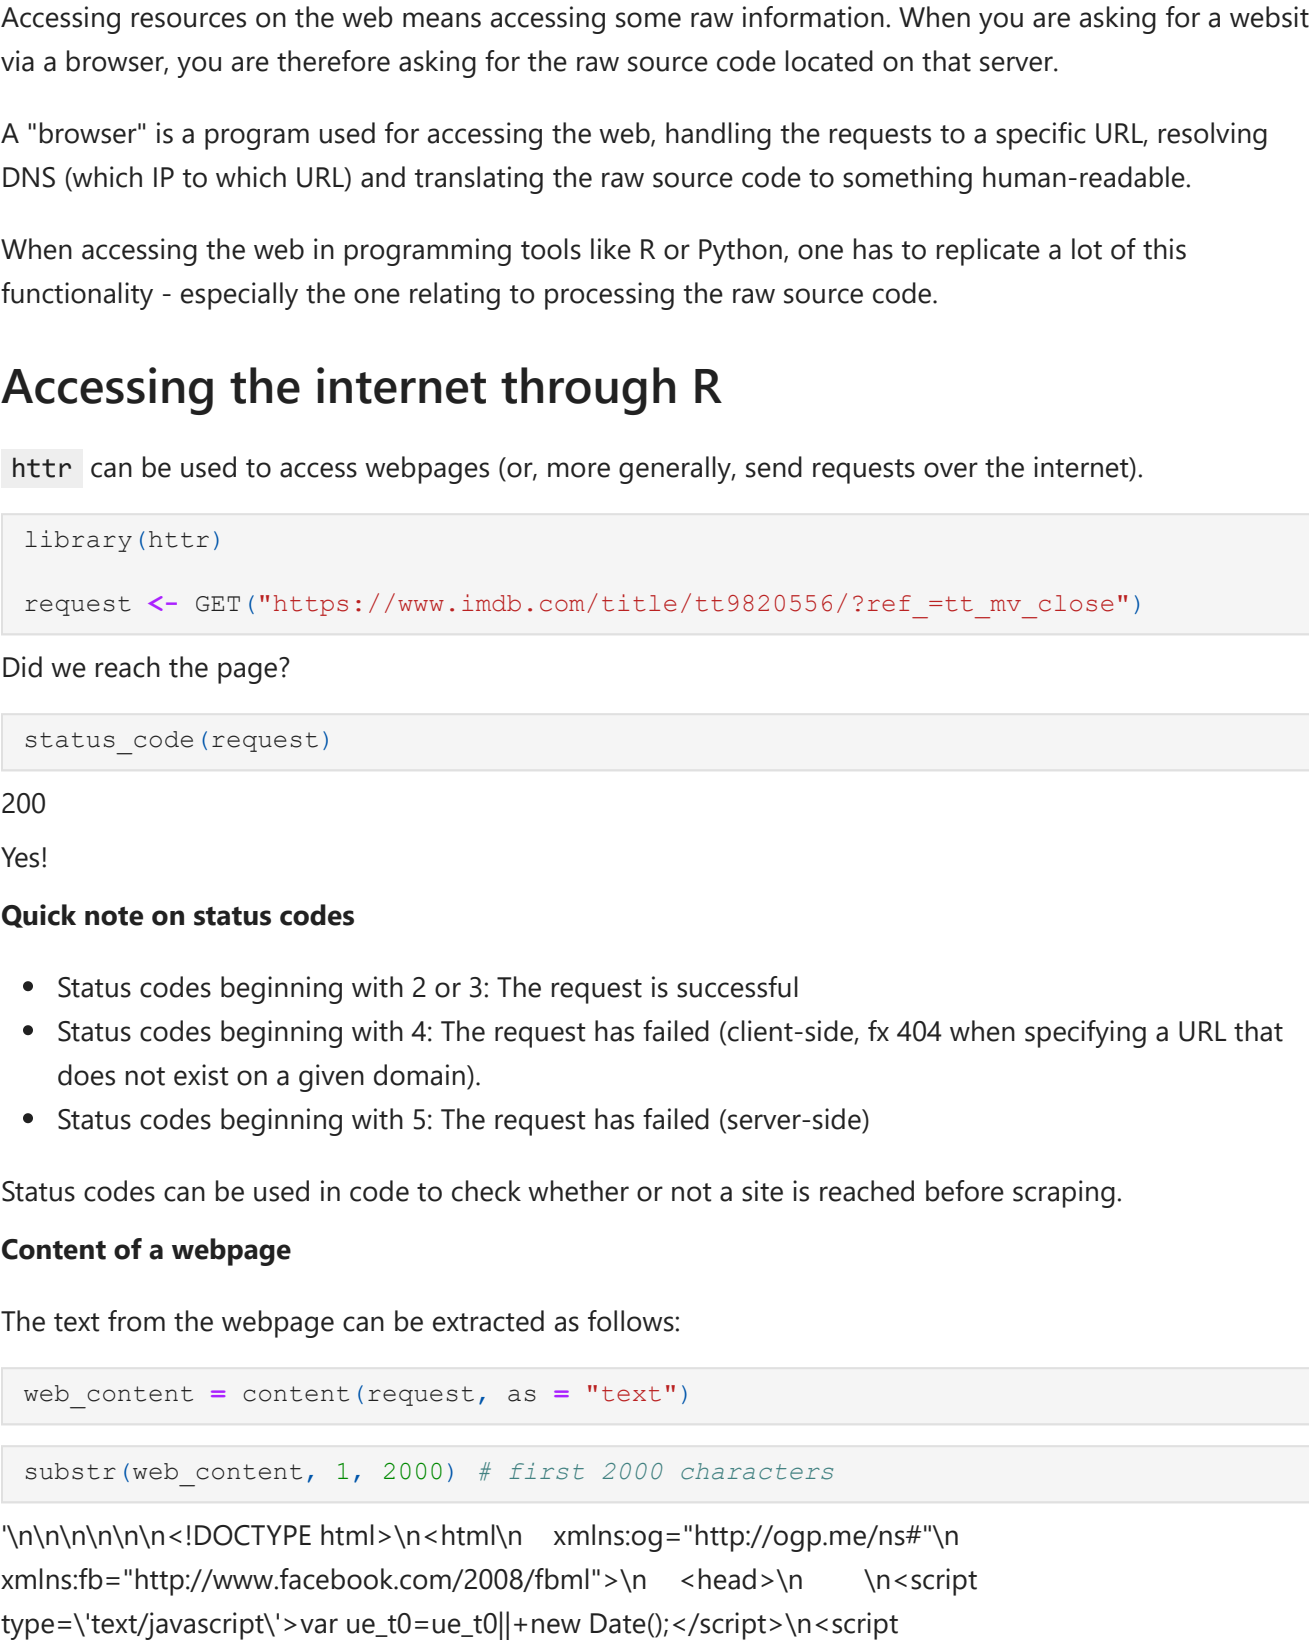 Accessing resources on the web means accessing some raw information. When you are asking for a websit
via a browser, you are therefore asking for the raw source code located on that server.
A "browser" is a program used for accessing the web, handling the requests to a specific URL, resolving
DNS (which IP to which URL) and translating the raw source code to something human-readable.
When accessing the web in programming tools like R or Python, one has to replicate a lot of this
functionality - especially the one relating to processing the raw source code.
Accessing the internet through R
httr can be used to access webpages (or, more generally, send requests over the internet).
library(httr)
request <- GET("https://www.imdb.com/title/tt9820556/?ref_=tt_mv_close")
Did we reach the page?
status_code(request)
200
Yes!
Quick note on status codes
• Status codes beginning with 2 or 3: The request is successful
• Status codes beginning with 4: The request has failed (client-side, fx 404 when specifying a URL that
does not exist on a given domain).
• Status codes beginning with 5: The request has failed (server-side)
Status codes can be used in code to check whether or not a site is reached before scraping.
Content of a webpage
The text from the webpage can be extracted as follows:
web_content = content(request, as = "text")
substr(web_content, 1, 2000) # first 2000 characters
'\n\n\n\n\n\n<!DOCTYPE html>\n<html\n    xmlns:og="http://ogp.me/ns#"\n
xmlns:fb="http://www.facebook.com/2008/fbml">\n    <head>\n        \n<script
type=\'text/javascript\'>var ue_t0=ue_t0||+new Date();</script>\n<script